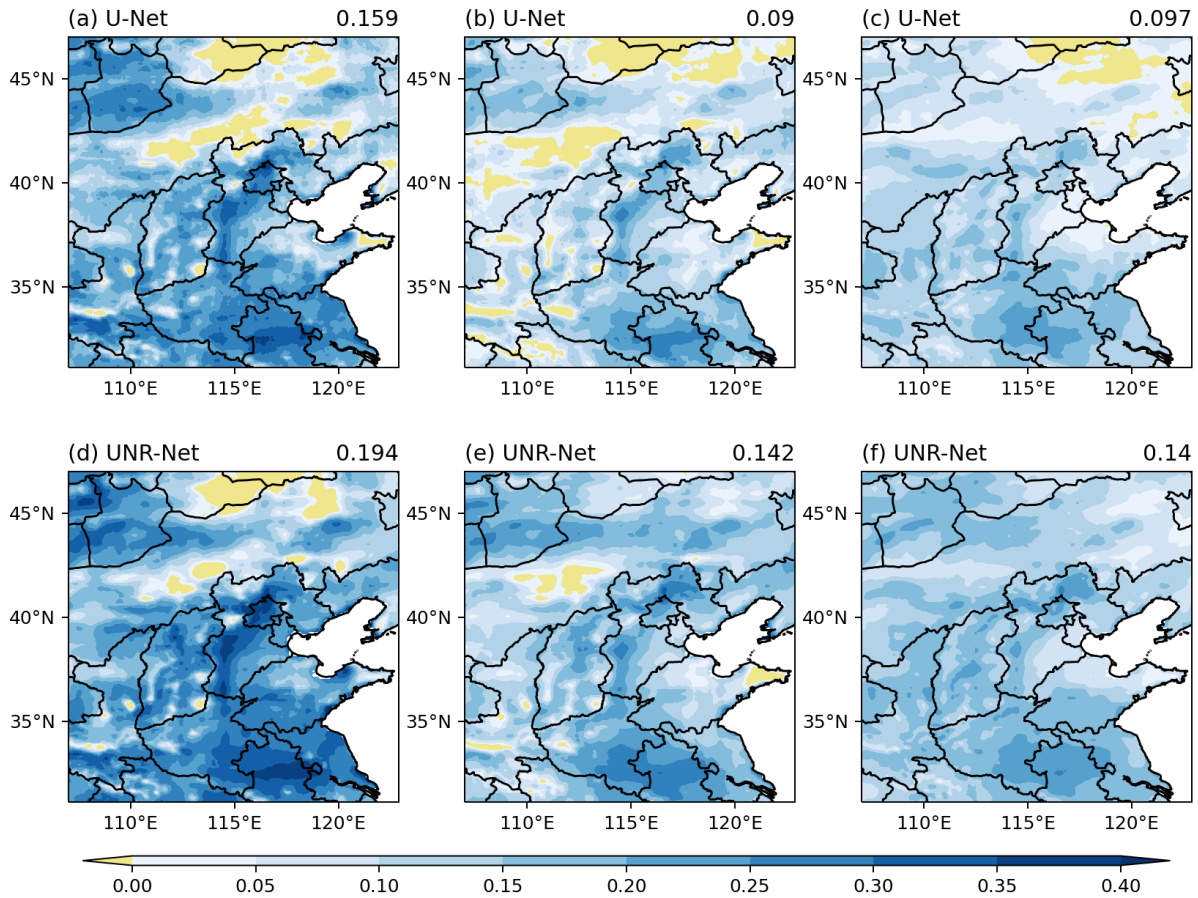 (a) U-Net 0.159
(b) U-Net 0.09
(c) U-Net 0.097
45°N
40°N
35°N
110°E 115°E 120°E
45°N
40°N
35°N
110°E 115°E 120°E
45°N
40°N
35°N
110°E 115°E 120°E
(d) UNR-Net 0.194
(e) UNR-Net 0.142
(f) UNR-Net 0.14
45°N
40°N
35°N
110°E 115°E 120°E
45°N
40°N
35°N
110°E 115°E 120°E
45°N
40°N
35°N
110°E 115°E 120°E
0.00 0.05 0.10 0.15 0.20 0.25 0.30 0.35 0.40